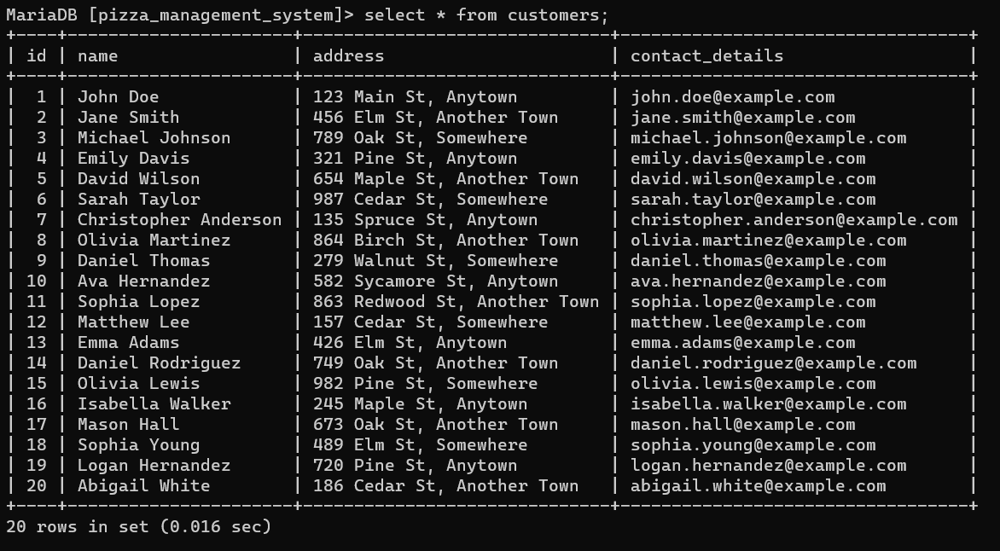 MariaDB [pizza_management_system]> select * from customers;
+----+----------------------+------------------------------+----------------------------------+
| id | name                 | address                      | contact_details                  |
+----+----------------------+------------------------------+----------------------------------+
|  1 | John Doe             | 123 Main St, Anytown         | john.doe@example.com             |
|  2 | Jane Smith           | 456 Elm St, Another Town     | jane.smith@example.com           |
|  3 | Michael Johnson      | 789 Oak St, Somewhere        | michael.johnson@example.com      |
|  4 | Emily Davis          | 321 Pine St, Anytown         | emily.davis@example.com          |
|  5 | David Wilson         | 654 Maple St, Another Town   | david.wilson@example.com         |
|  6 | Sarah Taylor         | 987 Cedar St, Somewhere      | sarah.taylor@example.com         |
|  7 | Christopher Anderson | 135 Spruce St, Anytown       | christopher.anderson@example.com |
|  8 | Olivia Martinez      | 864 Birch St, Another Town   | olivia.martinez@example.com      |
|  9 | Daniel Thomas        | 279 Walnut St, Somewhere     | daniel.thomas@example.com        |
| 10 | Ava Hernandez        | 582 Sycamore St, Anytown     | ava.hernandez@example.com        |
| 11 | Sophia Lopez         | 863 Redwood St, Another Town | sophia.lopez@example.com         |
| 12 | Matthew Lee          | 157 Cedar St, Somewhere      | matthew.lee@example.com          |
| 13 | Emma Adams           | 426 Elm St, Anytown          | emma.adams@example.com           |
| 14 | Daniel Rodriguez     | 749 Oak St, Another Town     | daniel.rodriguez@example.com     |
| 15 | Olivia Lewis         | 982 Pine St, Somewhere       | olivia.lewis@example.com         |
| 16 | Isabella Walker      | 245 Maple St, Anytown        | isabella.walker@example.com      |
| 17 | Mason Hall           | 673 Oak St, Another Town     | mason.hall@example.com           |
| 18 | Sophia Young         | 489 Elm St, Somewhere        | sophia.young@example.com         |
| 19 | Logan Hernandez      | 720 Pine St, Anytown         | logan.hernandez@example.com      |
| 20 | Abigail White        | 186 Cedar St, Another Town   | abigail.white@example.com        |
+----+----------------------+------------------------------+----------------------------------+
20 rows in set (0.016 sec)